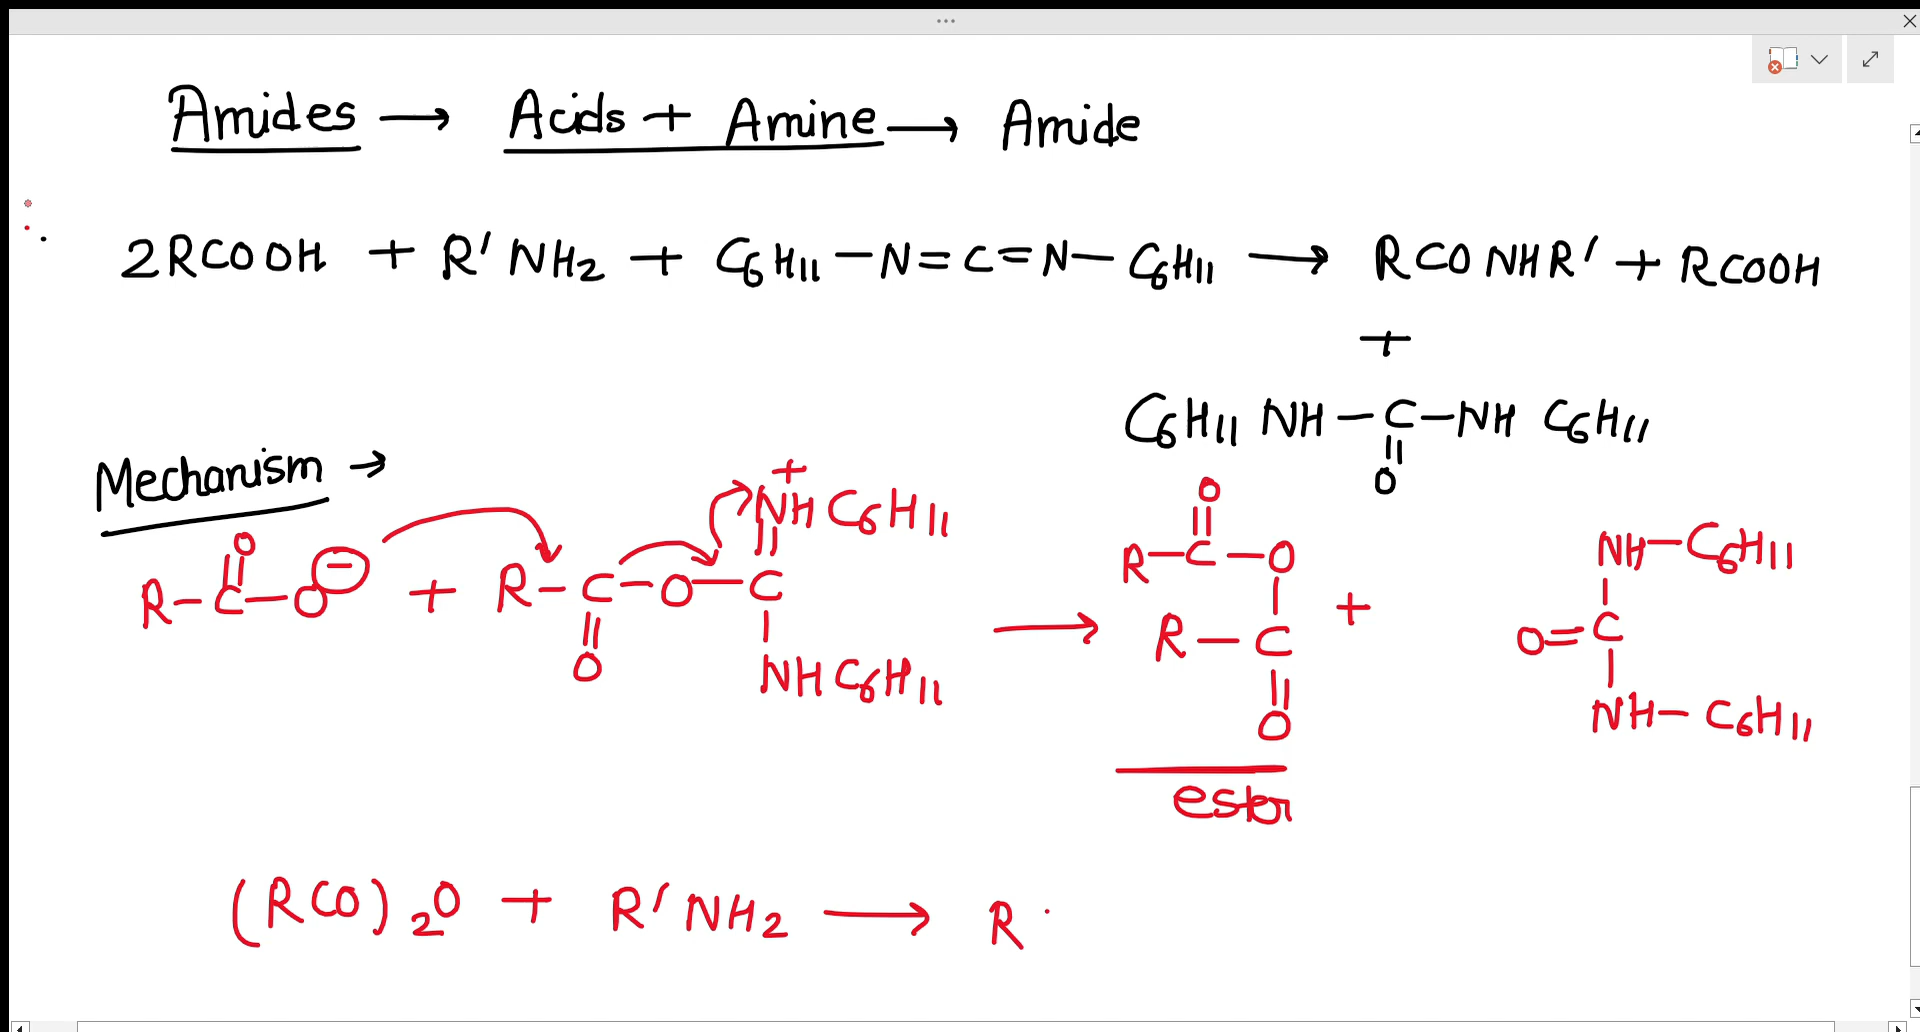 Amides → Acids + Amine → Amide
2RCOOH + R'NH2 + C6H11-N=C=N-C6H11 → RCONHR' + RCOOH
+
C6H11 NH-C-NH C6H11
O
Mechanism →
R-C-O
O
⊖
+
R-C-O-C
O
+
NH C6H11
NH C6H11
→
O
R-C-O
R-C
O
ester
+
NH-C6H11
O=C
NH-C6H11
(RCO)2O + R'NH2 → R